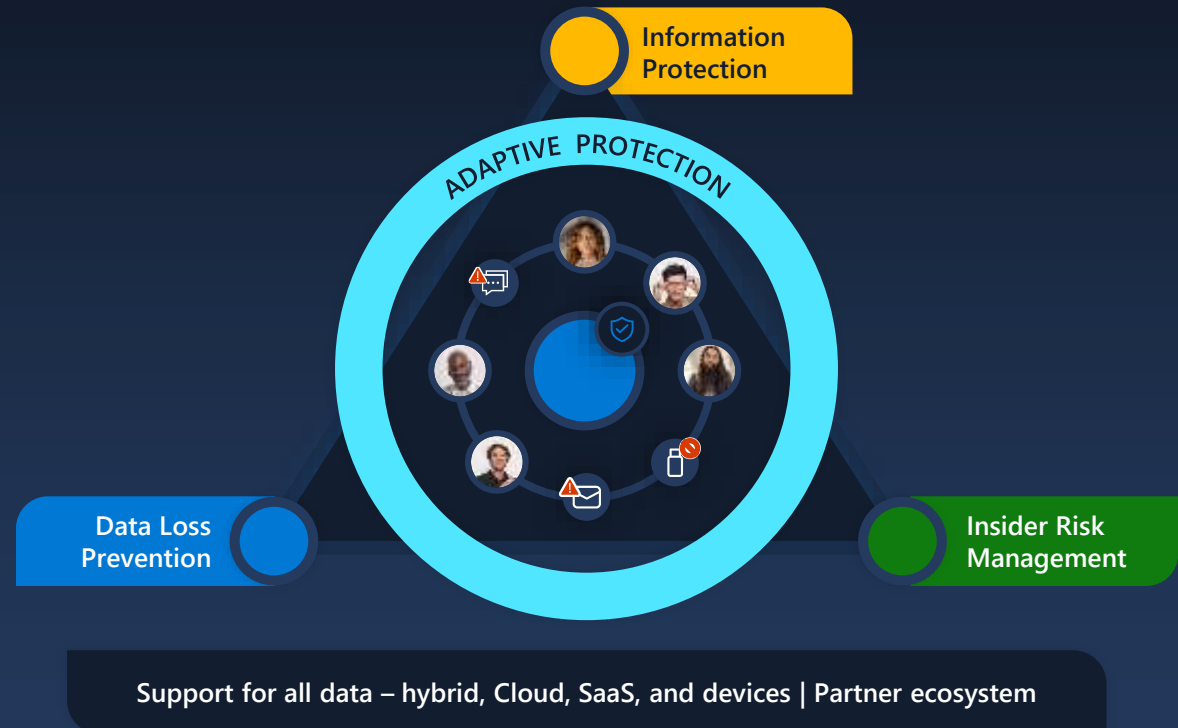 Information
Protection
ADAPTIVE PROTECTION
Data Loss
Prevention
Insider Risk
Management
Support for all data – hybrid, Cloud, SaaS, and devices | Partner ecosystem